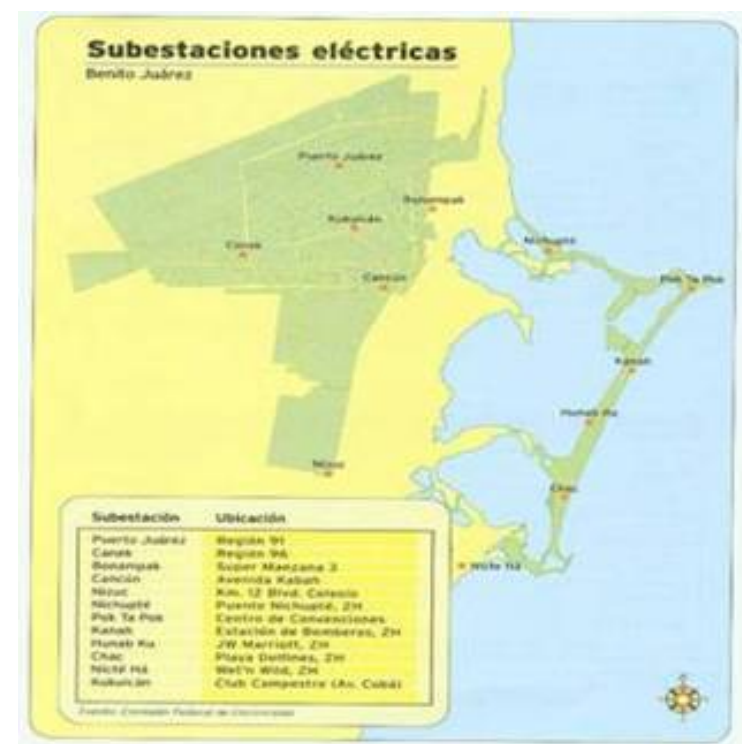 Subestaciones eléctricas
Benito Juárez
Puerto Juárez
Bonampak
Kukulcán
Canek
Nichupté
Cancún
Pok Ta Pok
Kabah
Hunab Ku
Chac
Nizuc
Nichí Há
Subestación Ubicación
Puerto Juárez Región 91
Canek Región 96
Bonampak Súper Manzana 3
Cancún Avenida Kabah
Nizuc Km. 12 Blvd. Colosio
Nichupté Puente Nichupté, ZH
Pok Ta Pok Centro de Convenciones
Kabah Estación de Bomberos, ZH
Hunab Ku JW Marriott, ZH
Chac Playa Delfines, ZH
Nichí Há Wet'n Wild, ZH
Kukulcán Club Campestre (Av. Cubá)
Fuente: Comisión Federal de Electricidad